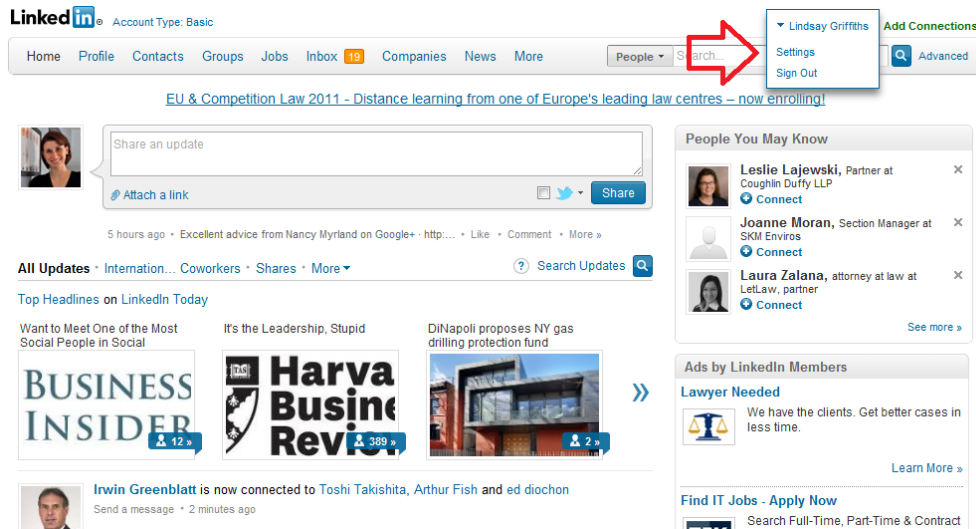 Linked in ®
Account Type: Basic
Lindsay Griffiths
Add Connections
Settings
Sign Out
Home Profile Contacts Groups Jobs Inbox 19 Companies News More
People Search... Advanced
EU & Competition Law 2011 - Distance learning from one of Europe's leading law centres – now enrolling!
Share an update
Attach a link
Share
5 hours ago • Excellent advice from Nancy Myrland on Google+ · http:... • Like • Comment • More »
All Updates · Internation... Coworkers · Shares · More
? Search Updates
Top Headlines on LinkedIn Today
Want to Meet One of the Most
Social People in Social
BUSINESS
INSIDER
12 »
It's the Leadership, Stupid
Harva
Busine
Revie
389 »
DiNapoli proposes NY gas
drilling protection fund
2 »
»
Irwin Greenblatt is now connected to Toshi Takishita, Arthur Fish and ed diochon
Send a message • 2 minutes ago
People You May Know
Leslie Lajewski, Partner at
Coughlin Duffy LLP
Connect
Joanne Moran, Section Manager at
SKM Enviros
Connect
Laura Zalana, attorney at law at
LetLaw, partner
Connect
See more »
Ads by LinkedIn Members
Lawyer Needed
We have the clients. Get better cases in
less time.
Learn More »
Find IT Jobs - Apply Now
Search Full-Time, Part-Time & Contract